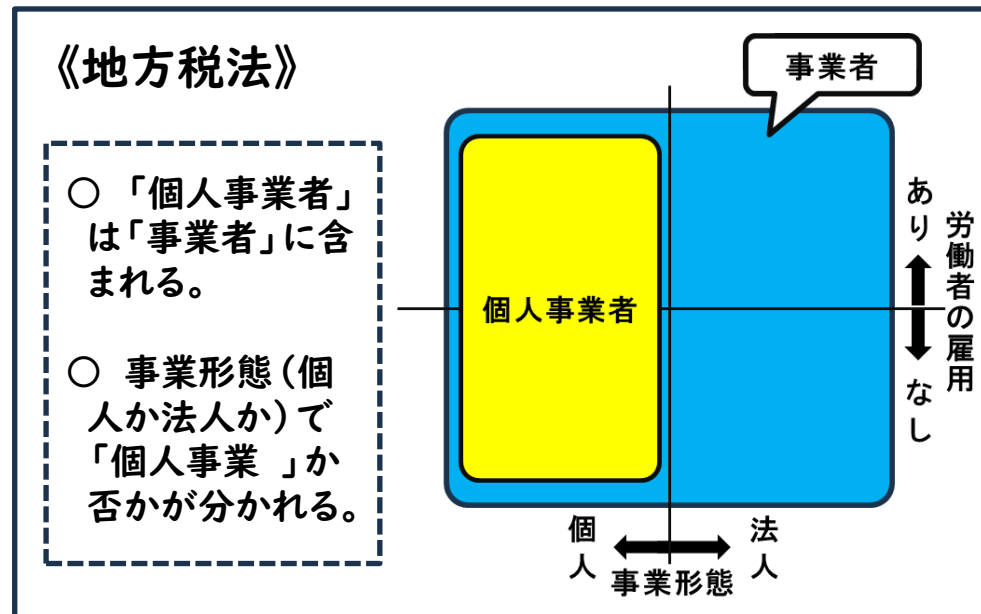 《地方税法》
事業者
○ 「個人事業者」
は「事業者」に含
まれる。
○ 事業形態(個
人か法人か)で
「個人事業 」か
否かが分かれる。
個人事業者
あり
なし
労働者の雇用
個人
法人
事業形態